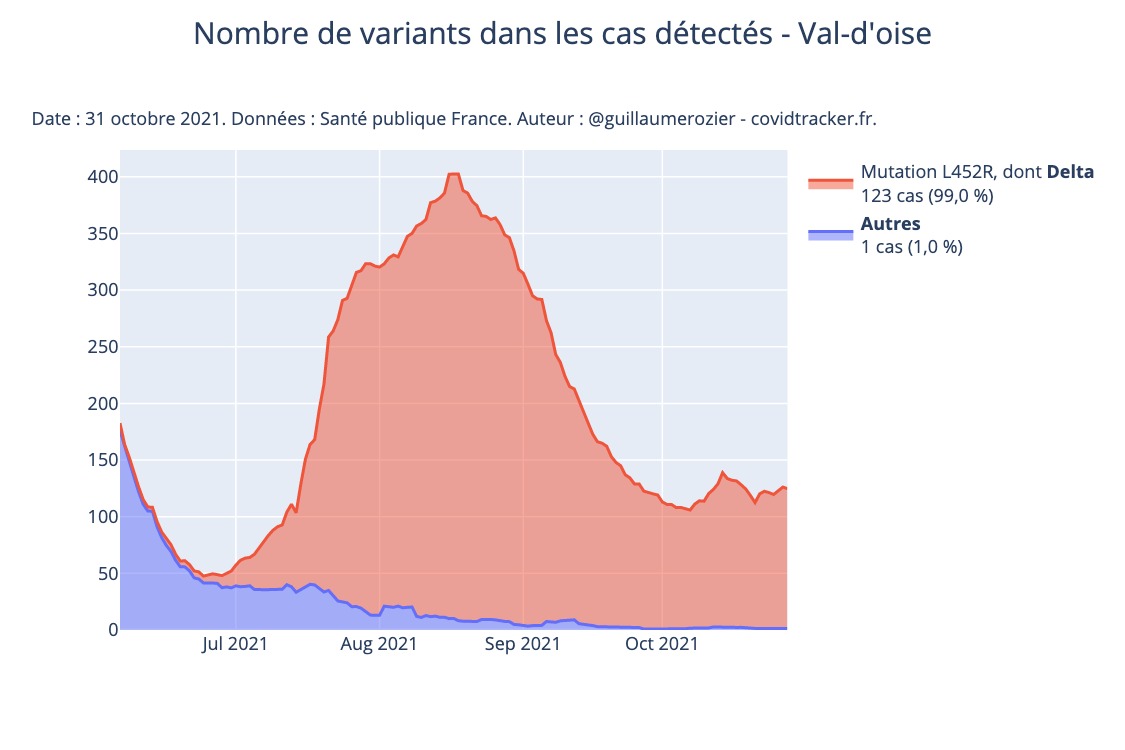 Nombre de variants dans les cas détectés - Val-d'oise
Date : 31 octobre 2021. Données : Santé publique France. Auteur : @guillaumerozier - covidtracker.fr.
Mutation L452R, dont Delta
123 cas (99,0 %)
Autres
1 cas (1,0 %)
400
350
300
250
200
150
100
50
0
Jul 2021 Aug 2021 Sep 2021 Oct 2021